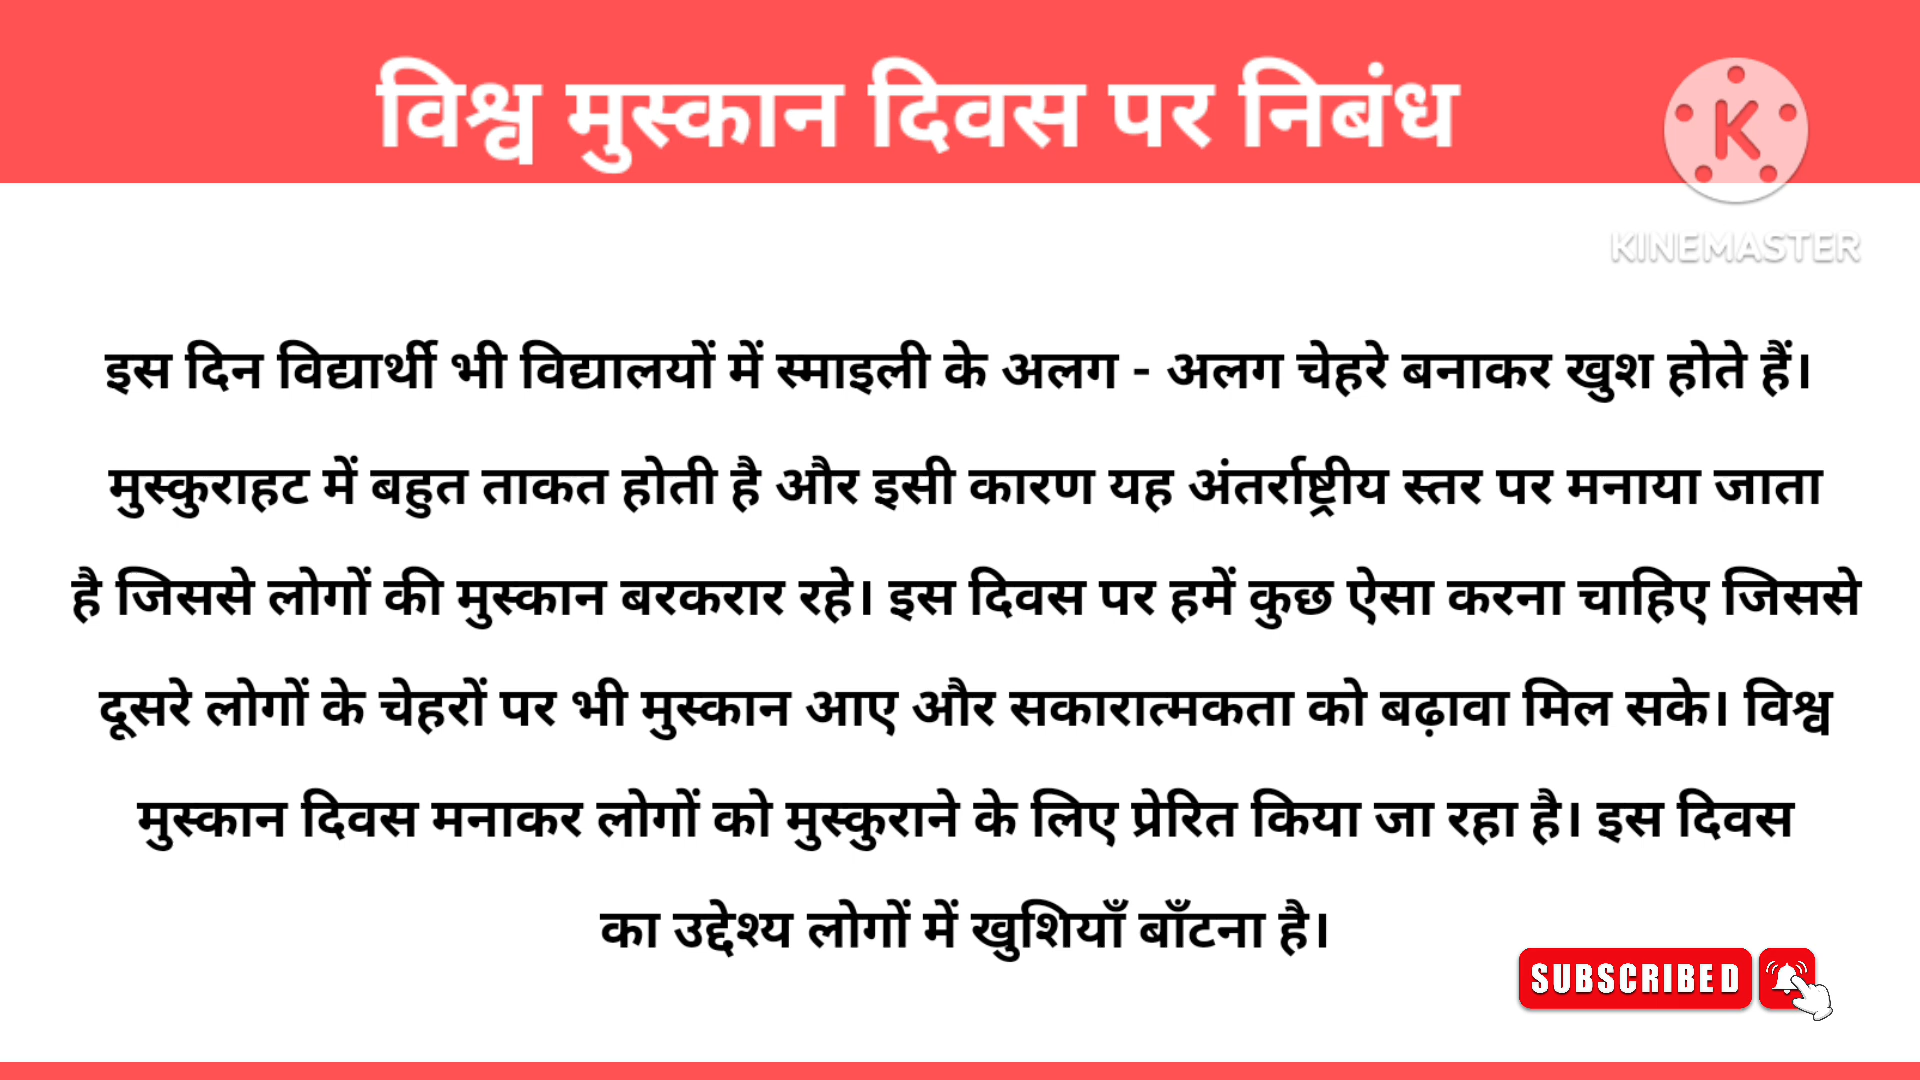 विश्व मुस्कान दिवस पर निबंध
K
KINEMASTER
इस दिन विद्यार्थी भी विद्यालयों में स्माइली के अलग - अलग चेहरे बनाकर खुश होते हैं।
मुस्कुराहट में बहुत ताकत होती है और इसी कारण यह अंतर्राष्ट्रीय स्तर पर मनाया जाता
है जिससे लोगों की मुस्कान बरकरार रहे। इस दिवस पर हमें कुछ ऐसा करना चाहिए जिससे
दूसरे लोगों के चेहरों पर भी मुस्कान आए और सकारात्मकता को बढ़ावा मिल सके। विश्व
मुस्कान दिवस मनाकर लोगों को मुस्कुराने के लिए प्रेरित किया जा रहा है। इस दिवस
का उद्देश्य लोगों में खुशियाँ बाँटना है।
SUBSCRIBED